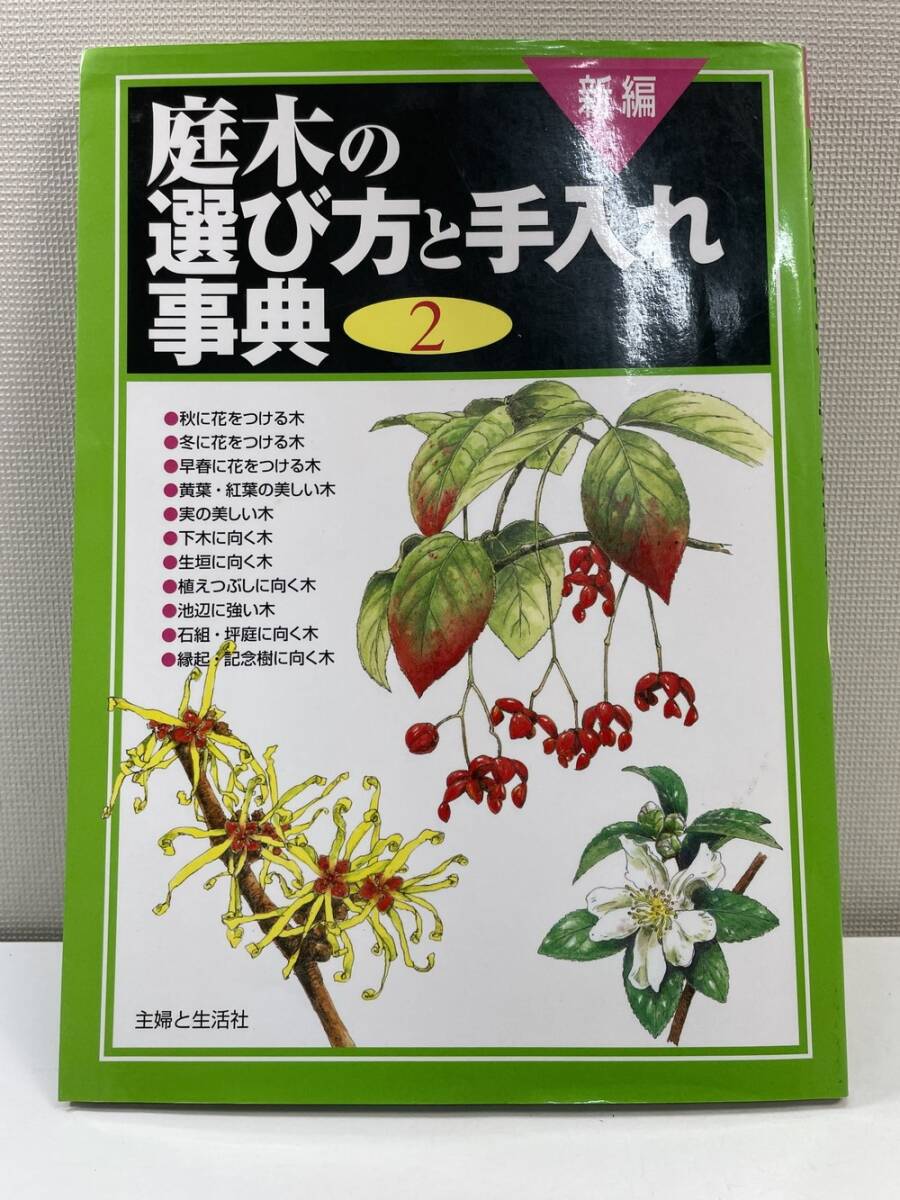 新編
庭木の
選び方と手入れ
事典 2
●秋に花をつける木
●冬に花をつける木
●早春に花をつける木
●黄葉・紅葉の美しい木
●実の美しい木
●下木に向く木
●生垣に向く木
●植えつぶしに向く木
●池辺に強い木
●石組・坪庭に向く木
●縁起・記念樹に向く木
主婦と生活社